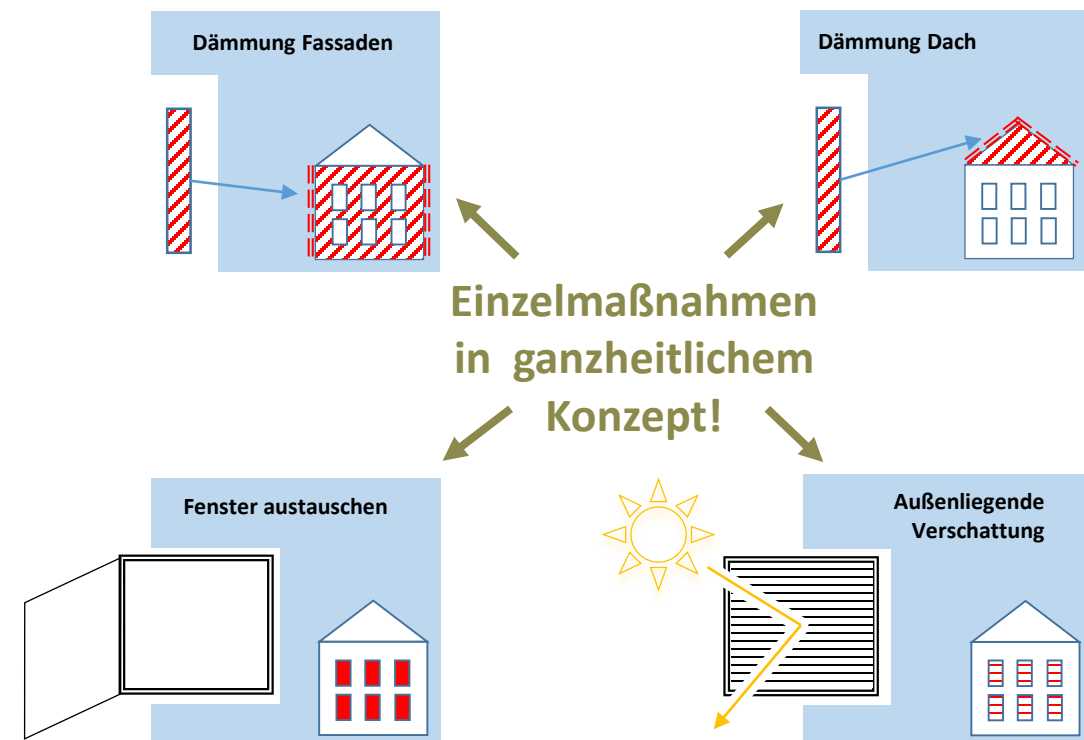 Dämmung Fassaden
Dämmung Dach
Einzelmaßnahmen
in ganzheitlichem
Konzept!
Fenster austauschen
Außenliegende
Verschattung